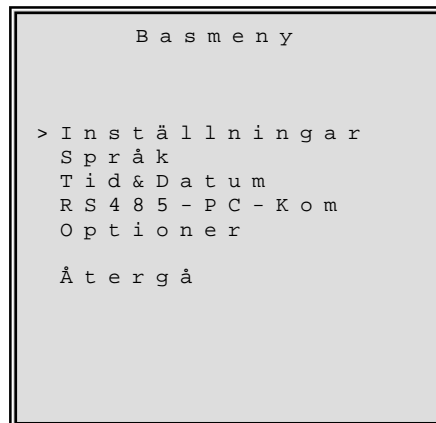 Basmeny
>Inställningar
Språk
Tid&Datum
RS485-PC-Kom
Optioner
Återgå